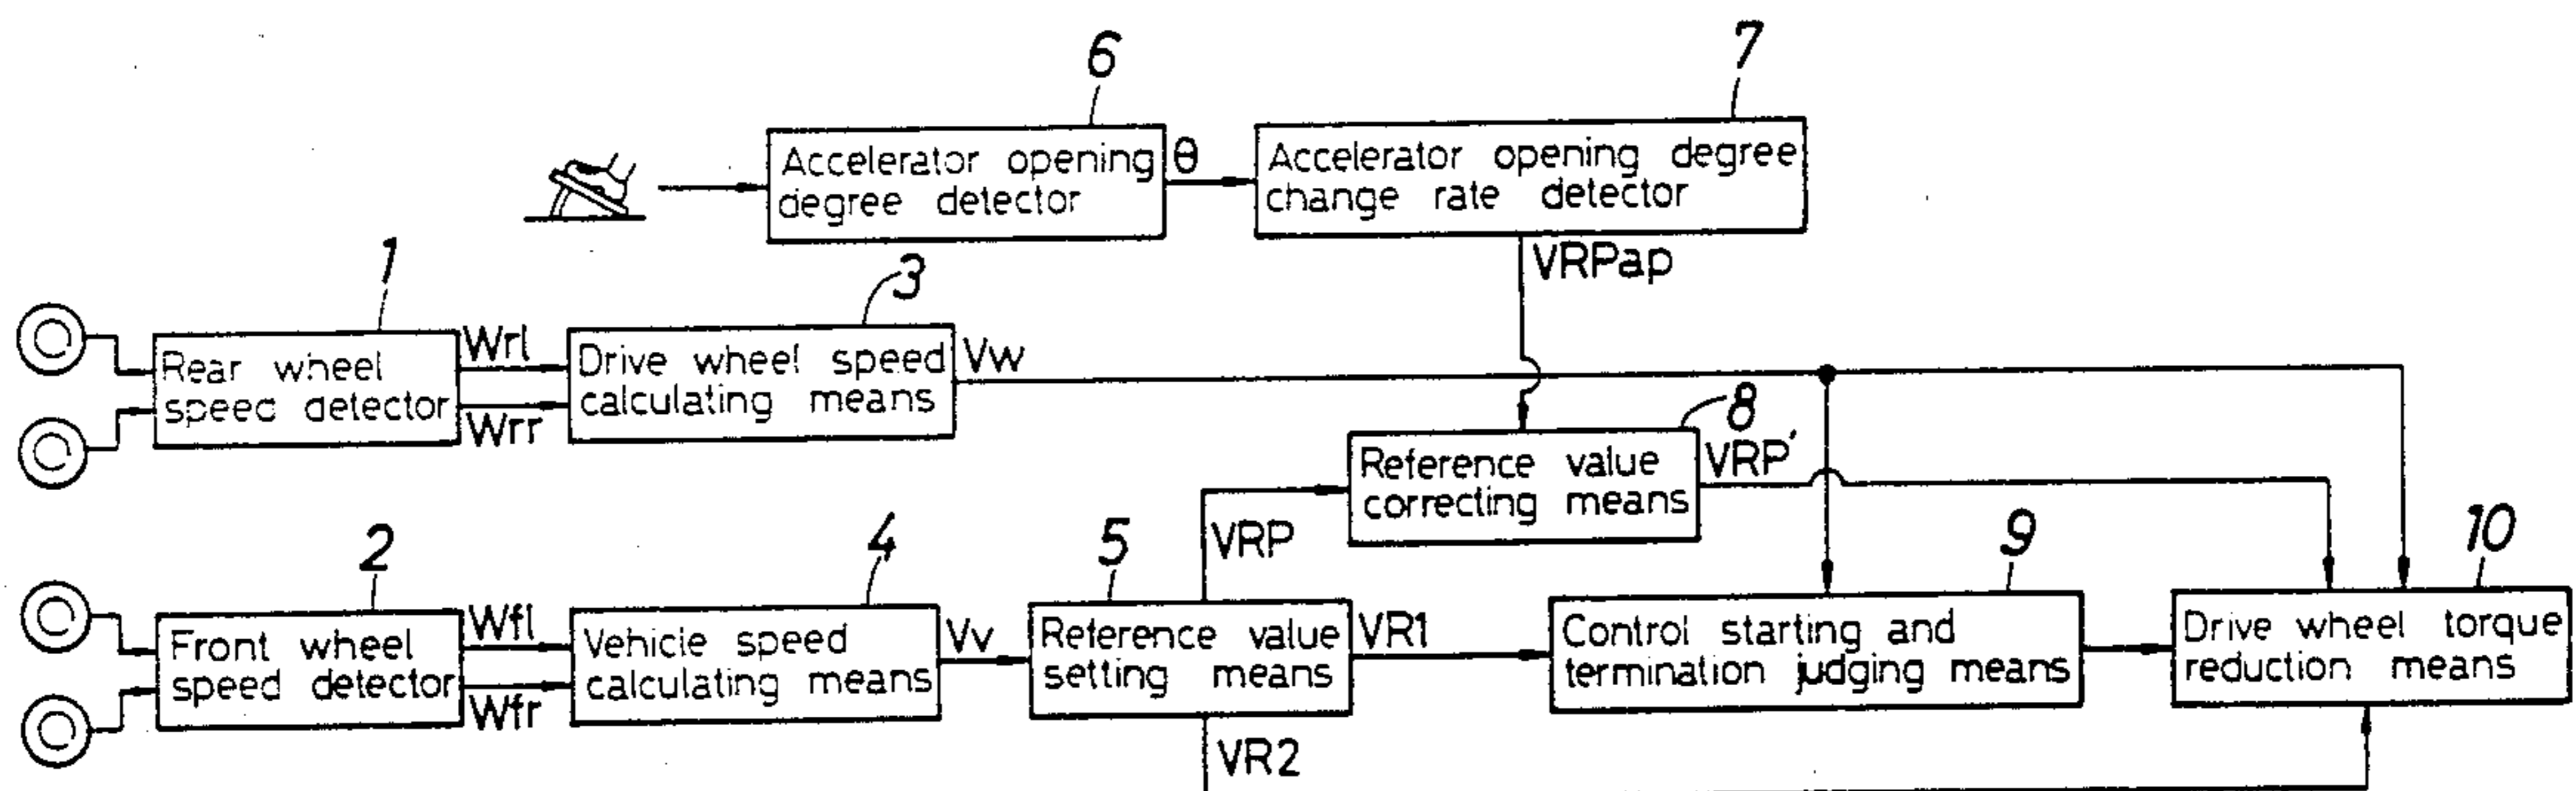 6
7
Accelerator opening
degree detector
θ
Accelerator opening degree
change rate detector
VRPap
1
3
Rear wheel
speed detector
Wrl
Wrr
Drive wheel speed
calculating means
Vw
8
Reference value
correcting means
VRP'
VRP
2
4
5
9
10
Front wheel
speed detector
Wfl
Wfr
Vehicle speed
calculating means
Vv
Reference value
setting means
VR1
Control starting and
termination judging means
Drive wheel torque
reduction means
VR2